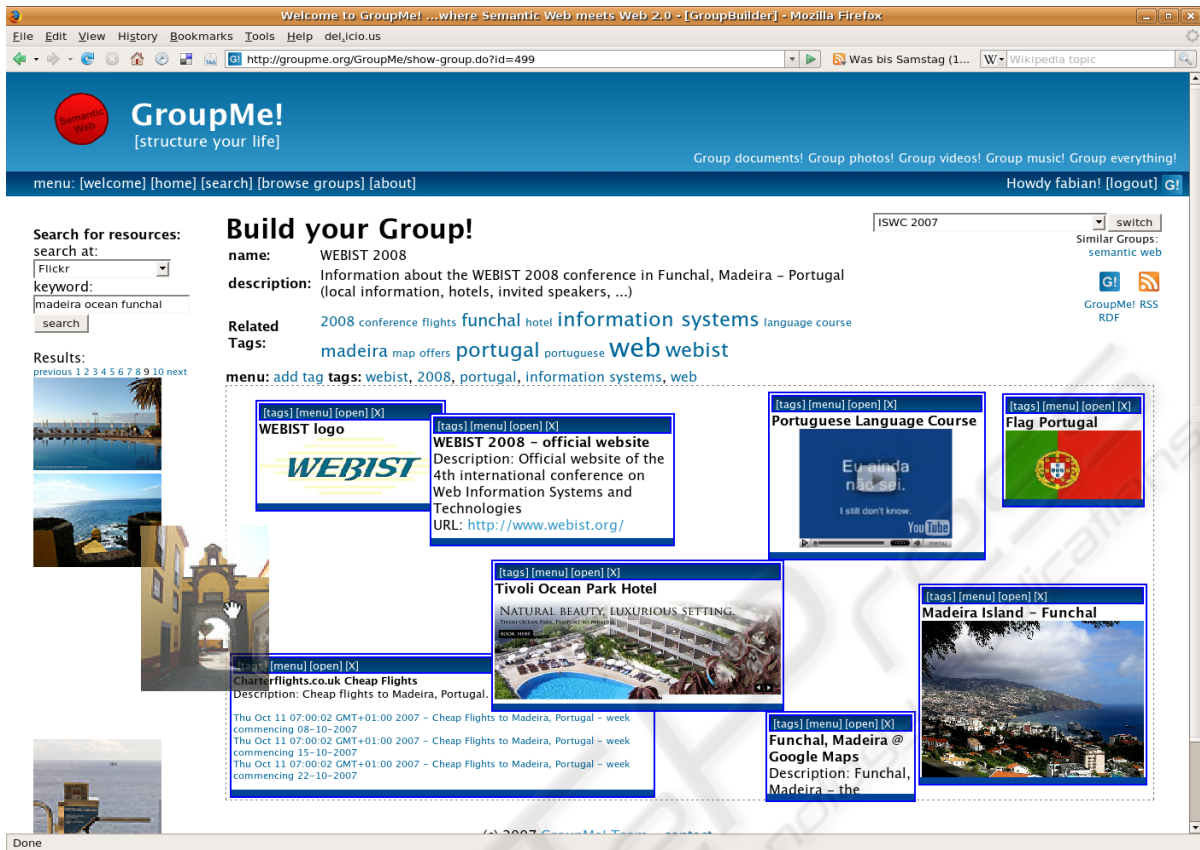 Welcome to GroupMe! ...where Semantic Web meets Web 2.0 - [GroupBuilder] - Mozilla Firefox
File Edit View History Bookmarks Tools Help del.icio.us
G! http://groupme.org/GroupMe/show-group.do?id=499
Was bis Samstag (1...
W Wikipedia topic
Semantic Web
GroupMe!
[structure your life]
Group documents! Group photos! Group videos! Group music! Group everything!
menu: [welcome] [home] [search] [browse groups] [about]
Howdy fabian! [logout] G!
Search for resources:
search at:
Flickr
keyword:
madeira ocean funchal
search
Results:
previous 1 2 3 4 5 6 7 8 9 10 next
Build your Group!
name: WEBIST 2008
description: Information about the WEBIST 2008 conference in Funchal, Madeira – Portugal
(local information, hotels, invited speakers, ...)
Related Tags:
2008 conference flights funchal hotel information systems language course
madeira map offers portugal portuguese web webist
menu: add tag tags: webist, 2008, portugal, information systems, web
ISWC 2007
switch
Similar Groups:
semantic web
G!
GroupMe! RSS
RDF
[tags] [menu] [open] [X]
WEBIST logo
WEBIST
[tags] [menu] [open] [X]
WEBIST 2008 – official website
Description: Official website of the
4th international conference on
Web Information Systems and
Technologies
URL: http://www.webist.org/
[tags] [menu] [open] [X]
Portuguese Language Course
Eu ainda
não sei.
I still don't know.
YouTube
menu
[tags] [menu] [open] [X]
Flag Portugal
[tags] [menu] [open] [X]
Tivoli Ocean Park Hotel
NATURAL BEAUTY, LUXURIOUS SETTING.
TIVOLI OCEAN PARK, PASSPORT TO PARADISE
BOOK HERE
[tags] [menu] [open] [X]
Madeira Island – Funchal
[tags] [menu] [open] [X]
Charterflights.co.uk Cheap Flights
Description: Cheap flights to Madeira, Portugal.
Thu Oct 11 07:00:02 GMT+01:00 2007 – Cheap Flights to Madeira, Portugal – week
commencing 08-10-2007
Thu Oct 11 07:00:02 GMT+01:00 2007 – Cheap Flights to Madeira, Portugal – week
commencing 15-10-2007
Thu Oct 11 07:00:02 GMT+01:00 2007 – Cheap Flights to Madeira, Portugal – week
commencing 22-10-2007
[tags] [menu] [open] [X]
Funchal, Madeira @
Google Maps
Description: Funchal,
Madeira – the
(c) 2007 GroupMe! Team – contact
Done